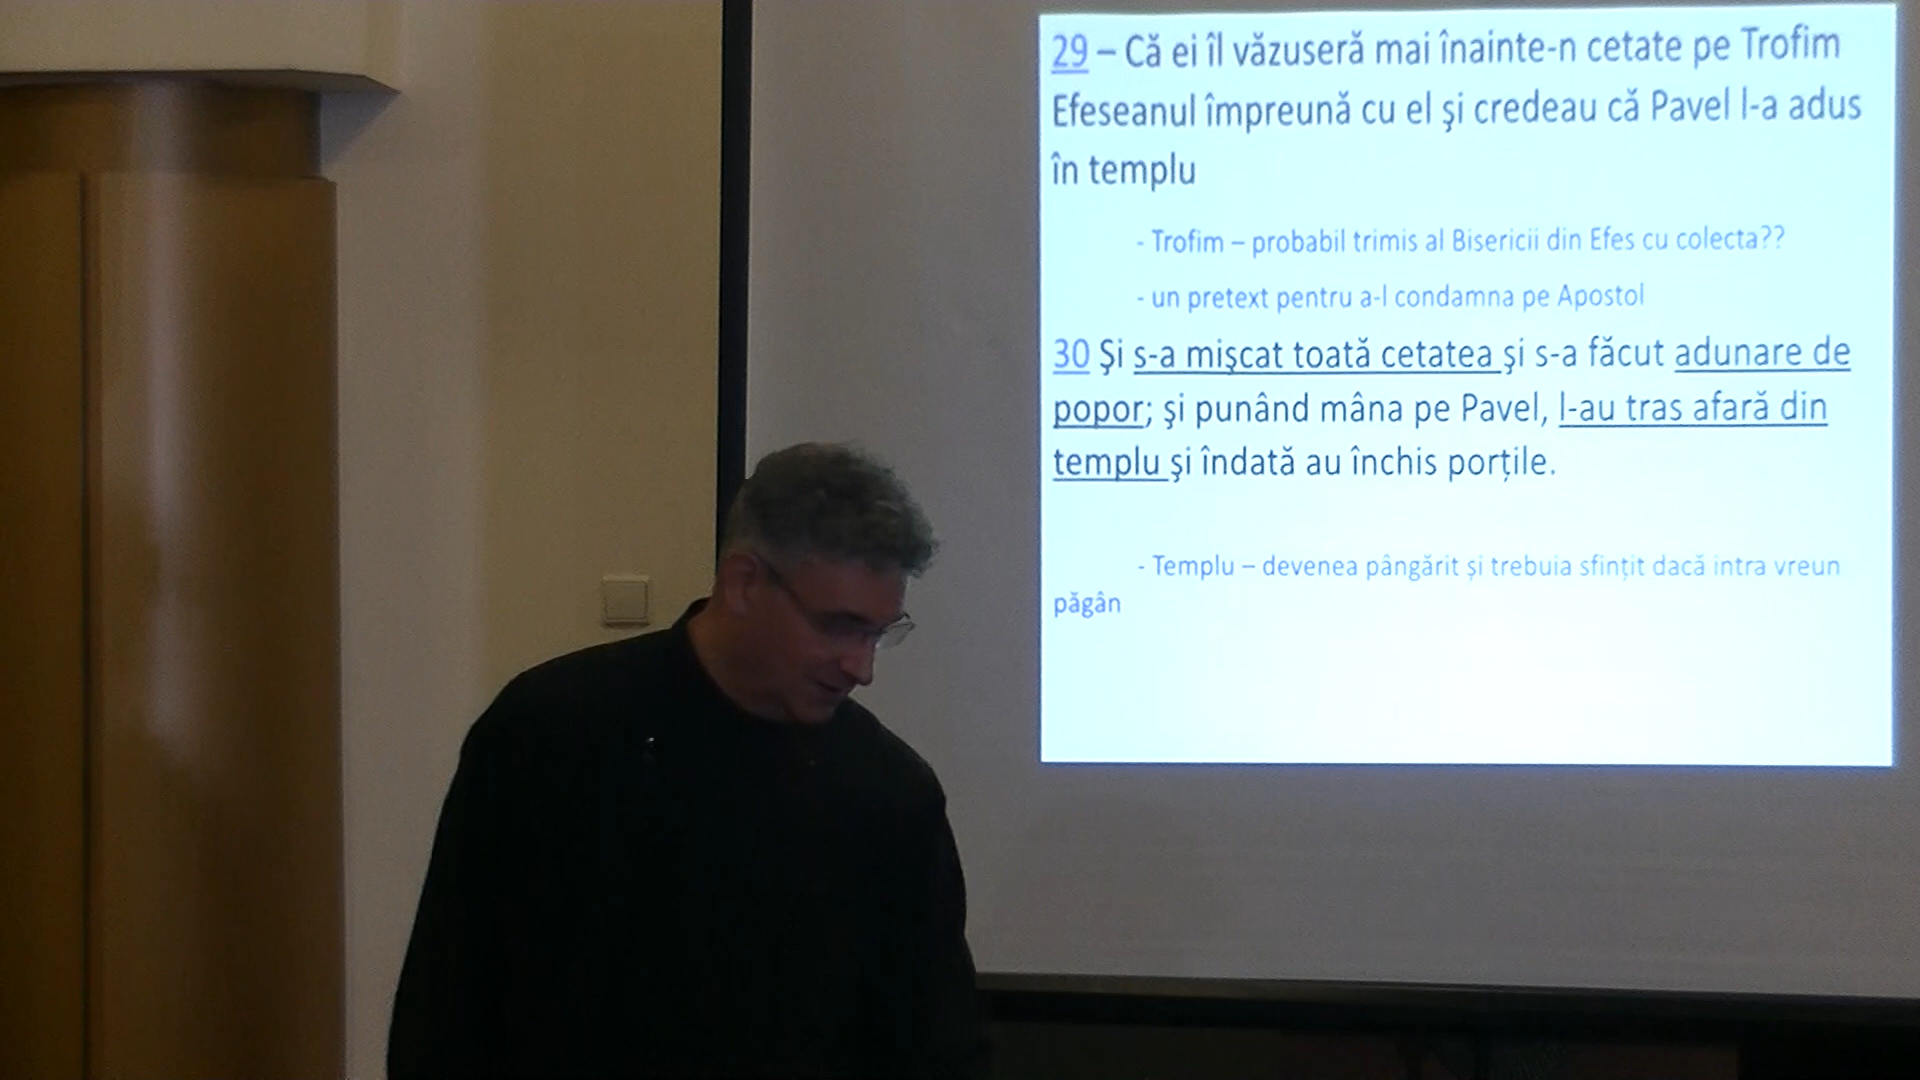 29 – Că ei îl văzuseră mai înainte-n cetate pe Trofim
Efeseanul împreună cu el şi credeau că Pavel l-a adus
în templu
- Trofim – probabil trimis al Bisericii din Efes cu colecta??
- un pretext pentru a-l condamna pe Apostol
30 Şi s-a mişcat toată cetatea şi s-a făcut adunare de
popor; şi punând mâna pe Pavel, l-au tras afară din
templu şi îndată au închis porţile.
- Templu – devenea pângărit și trebuia sfințit dacă intra vreun
păgân